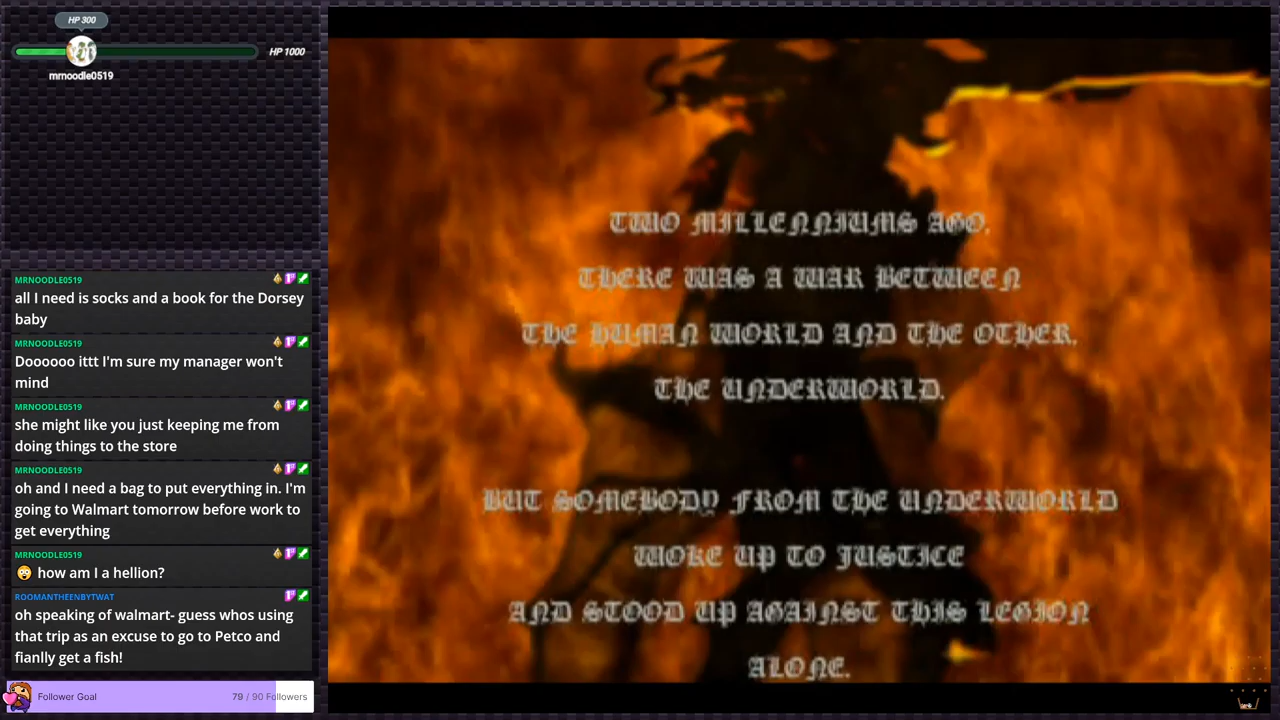 HP 300
HP 1000
mrnoodle0519
MRNOODLE0519
all I need is socks and a book for the Dorsey
baby
MRNOODLE0519
Doooooo ittt I'm sure my manager won't
mind
MRNOODLE0519
she might like you just keeping me from
doing things to the store
MRNOODLE0519
oh and I need a bag to put everything in. I'm
going to Walmart tomorrow before work to
get everything
MRNOODLE0519
😲 how am I a hellion?
ROOMANTHEENBYTWAT
oh speaking of walmart- guess whos using
that trip as an excuse to go to Petco and
fianlly get a fish!
Follower Goal
79 / 90 Followers
TWO MILLENNIUMS AGO,
THERE WAS A WAR BETWEEN
THE HUMAN WORLD AND THE OTHER,
THE UNDERWORLD.
BUT SOMEBODY FROM THE UNDERWORLD
WOKE UP TO JUSTICE
AND STOOD UP AGAINST THIS LEGION
ALONE.